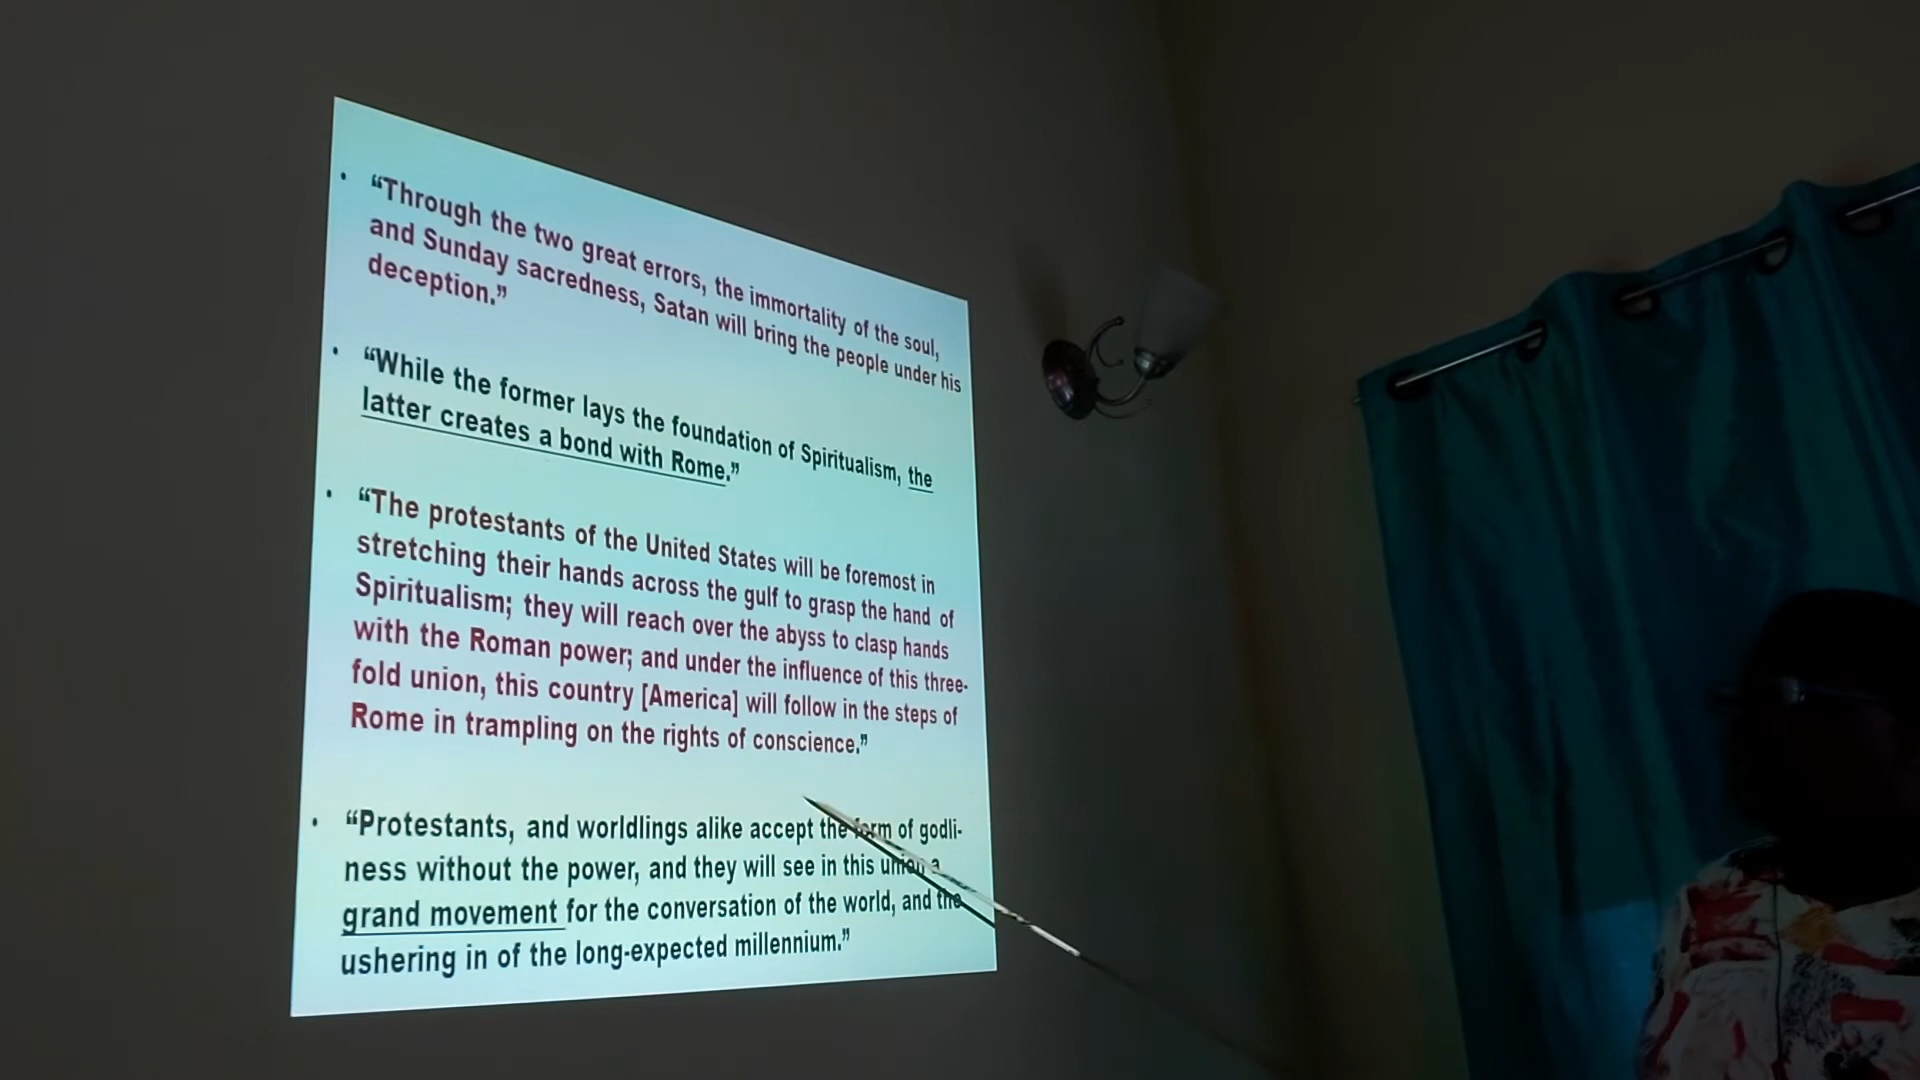 • “Through the two great errors, the immortality of the soul,
and Sunday sacredness, Satan will bring the people under his
deception.”
• “While the former lays the foundation of Spiritualism, the
latter creates a bond with Rome.”
• “The protestants of the United States will be foremost in
stretching their hands across the gulf to grasp the hand of
Spiritualism; they will reach over the abyss to clasp hands
with the Roman power; and under the influence of this three-
fold union, this country [America] will follow in the steps of
Rome in trampling on the rights of conscience.”
• “Protestants, and worldlings alike accept the form of godli-
ness without the power, and they will see in this union a
grand movement for the conversation of the world, and the
ushering in of the long-expected millennium.”